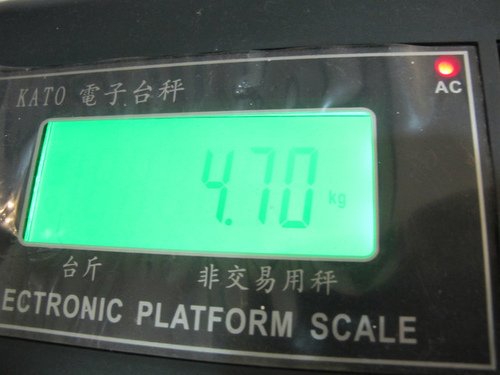 KATO 電子台秤
AC
4.70 kg
台斤 非交易用秤
ECTRONIC PLATFORM SCALE